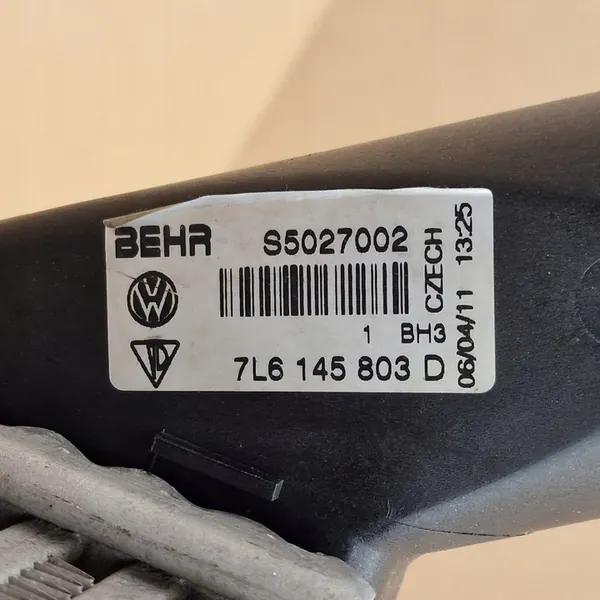 BEHR S5027002
1 BH3
7L6 145 803 D
CZECH
06/04/11 13:25